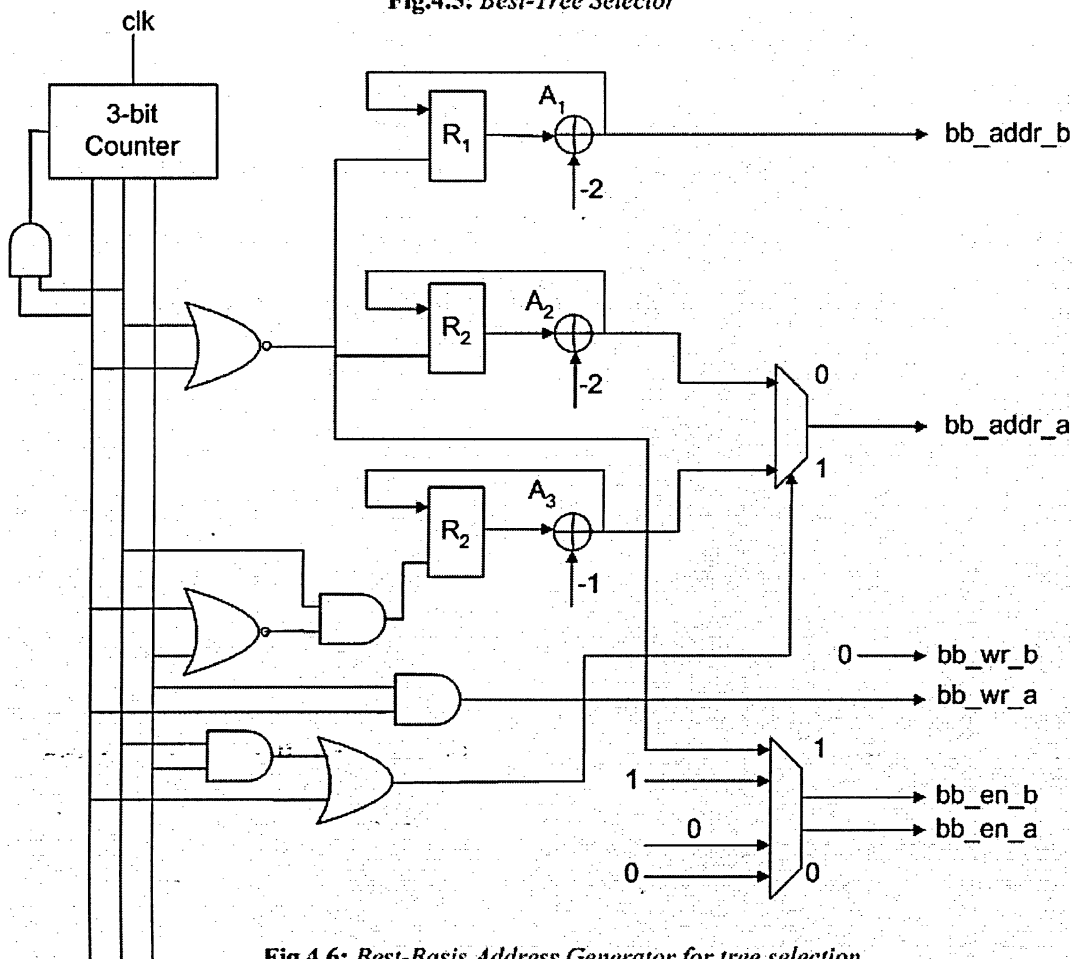 Fig.4.5: Best-Tree Selector
clk
3-bit
Counter
R1
A1
-2
bb_addr_b
R2
A2
-2
0
bb_addr_a
1
R2
A3
-1
0
bb_wr_b
bb_wr_a
1
1
bb_en_b
0
bb_en_a
0
0
Fig.4.6: Best-Basis Address Generator for tree selection